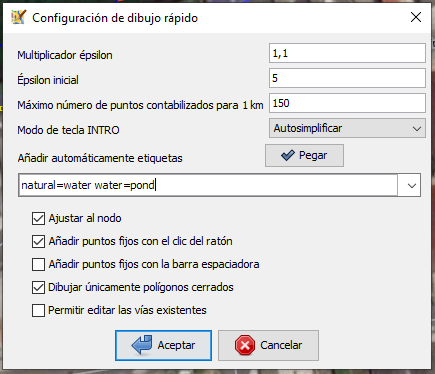 Configuración de dibujo rápido
Multiplicador épsilon 1,1
Épsilon inicial 5
Máximo número de puntos contabilizados para 1 km 150
Modo de tecla INTRO Autosimplificar
Añadir automáticamente etiquetas Pegar
natural=water water=pond
Ajustar al nodo
Añadir puntos fijos con el clic del ratón
Añadir puntos fijos con la barra espaciadora
Dibujar únicamente polígonos cerrados
Permitir editar las vías existentes
Aceptar Cancelar